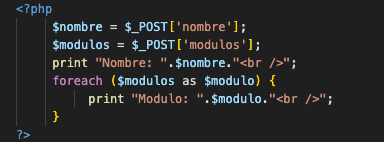 <?php
$nombre = $_POST['nombre'];
$modulos = $_POST['modulos'];
print "Nombre: ".$nombre."<br />";
foreach ($modulos as $modulo) {
print "Modulo: ".$modulo."<br />";
}
?>